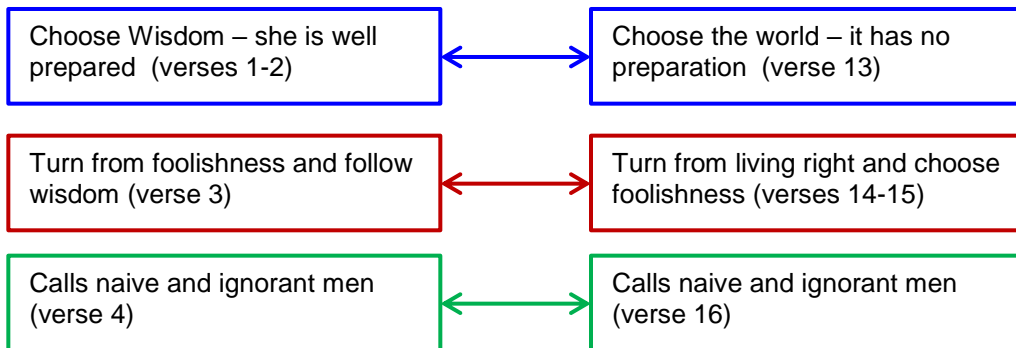 Choose Wisdom – she is well
prepared  (verses 1-2)
Choose the world – it has no
preparation  (verse 13)
Turn from foolishness and follow
wisdom (verse 3)
Turn from living right and choose
foolishness (verses 14-15)
Calls naive and ignorant men
(verse 4)
Calls naive and ignorant men
(verse 16)